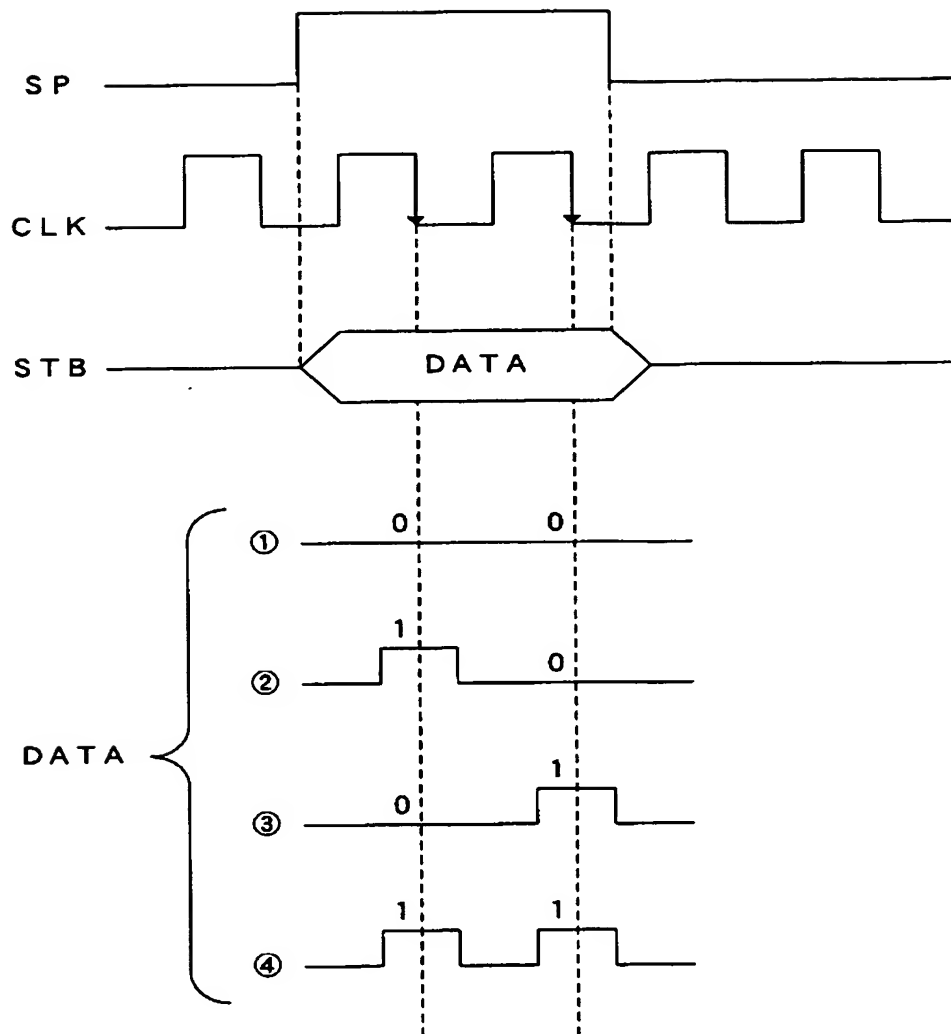 SP
CLK
STB DATA
① 0 0
② 1 0
DATA
③ 0 1
④ 1 1